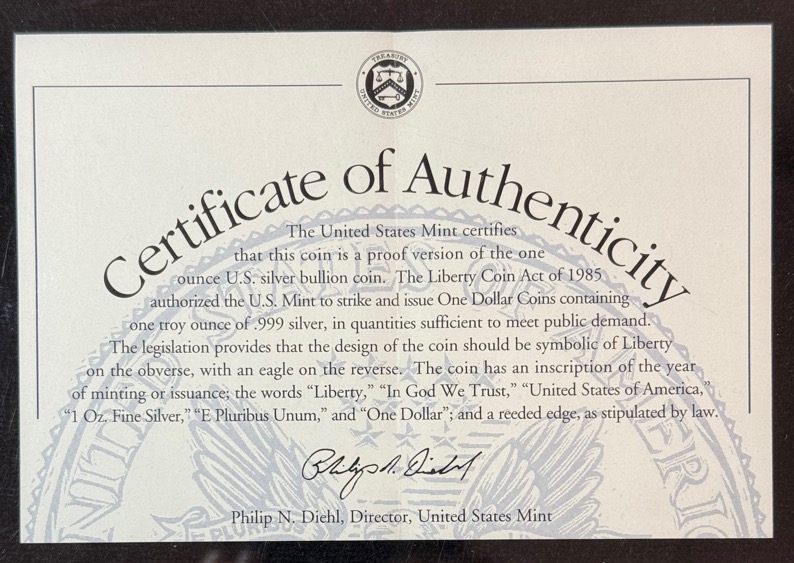 TREASURY
UNITED STATES MINT
Certificate of Authenticity
The United States Mint certifies
that this coin is a proof version of the one
ounce U.S. silver bullion coin. The Liberty Coin Act of 1985
authorized the U.S. Mint to strike and issue One Dollar Coins containing
one troy ounce of .999 silver, in quantities sufficient to meet public demand.
The legislation provides that the design of the coin should be symbolic of Liberty
on the obverse, with an eagle on the reverse. The coin has an inscription of the year
of minting or issuance; the words “Liberty,” “In God We Trust,” “United States of America,”
“1 Oz. Fine Silver,” “E Pluribus Unum,” and “One Dollar”; and a reeded edge, as stipulated by law.
Philip N. Diehl
Philip N. Diehl, Director, United States Mint
UNITED STATES OF AMERICA